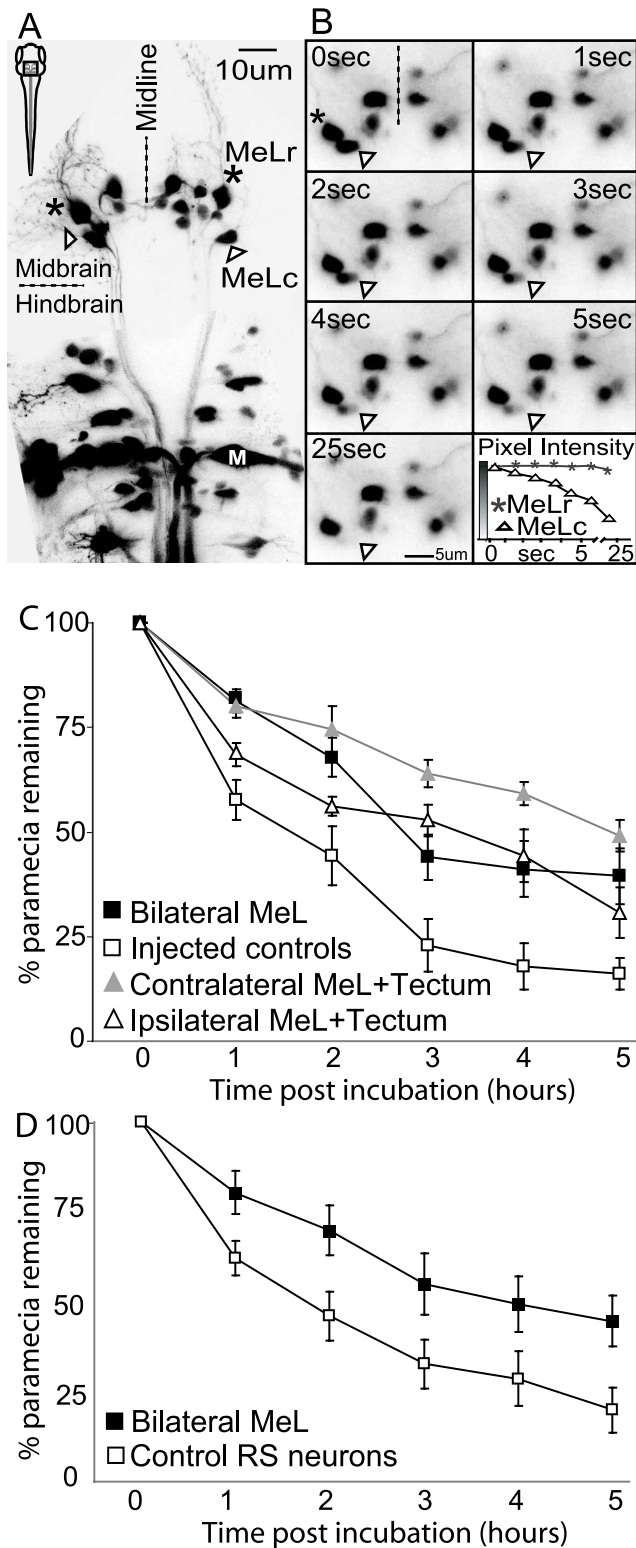 A
10um
Midline
MeLr
*
*
MeLc
Midbrain
Hindbrain
M
B
0sec
*
1sec
2sec
3sec
4sec
5sec
25sec
5um
Pixel Intensity
*MeLr
MeLc
0 sec 5 25
C
% paramecia remaining
100
75
50
25
0
Bilateral MeL
Injected controls
Contralateral MeL+Tectum
Ipsilateral MeL+Tectum
0 1 2 3 4 5
Time post incubation (hours)
D
% paramecia remaining
100
75
50
25
0
Bilateral MeL
Control RS neurons
0 1 2 3 4 5
Time post incubation (hours)